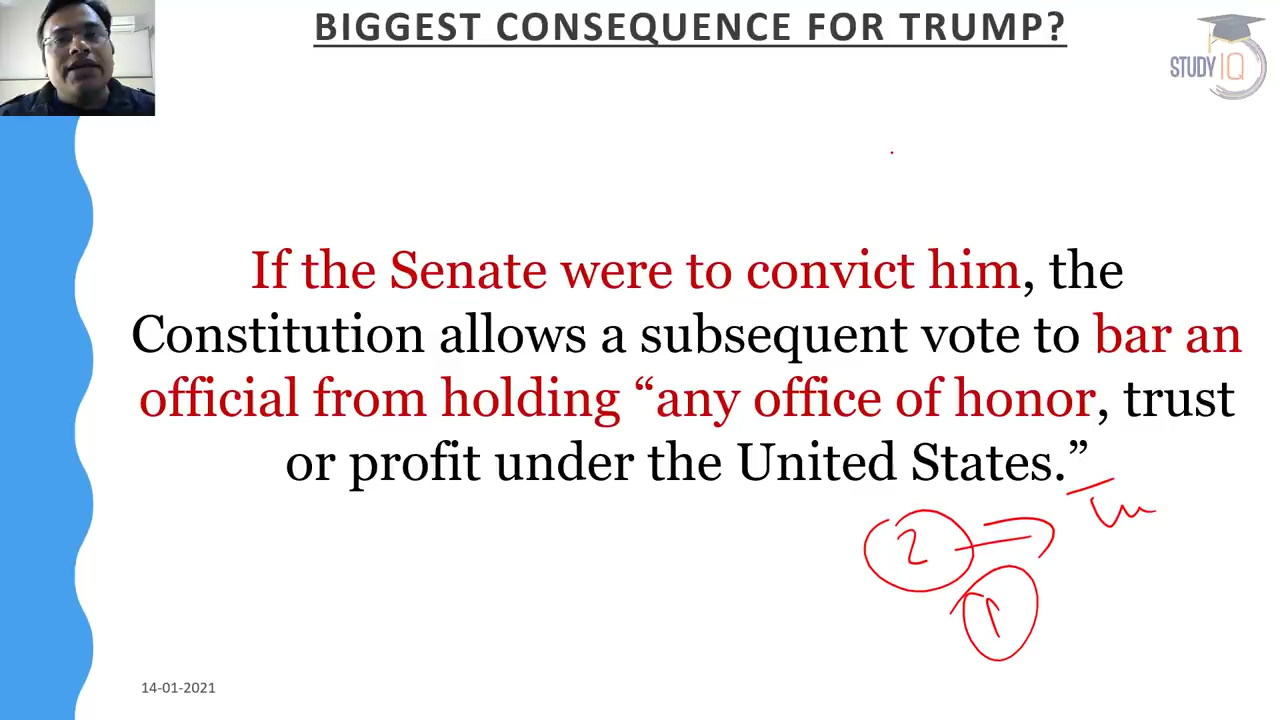 BIGGEST CONSEQUENCE FOR TRUMP?
STUDY IQ
If the Senate were to convict him, the
Constitution allows a subsequent vote to bar an
official from holding “any office of honor, trust
or profit under the United States.”
2
1
14-01-2021